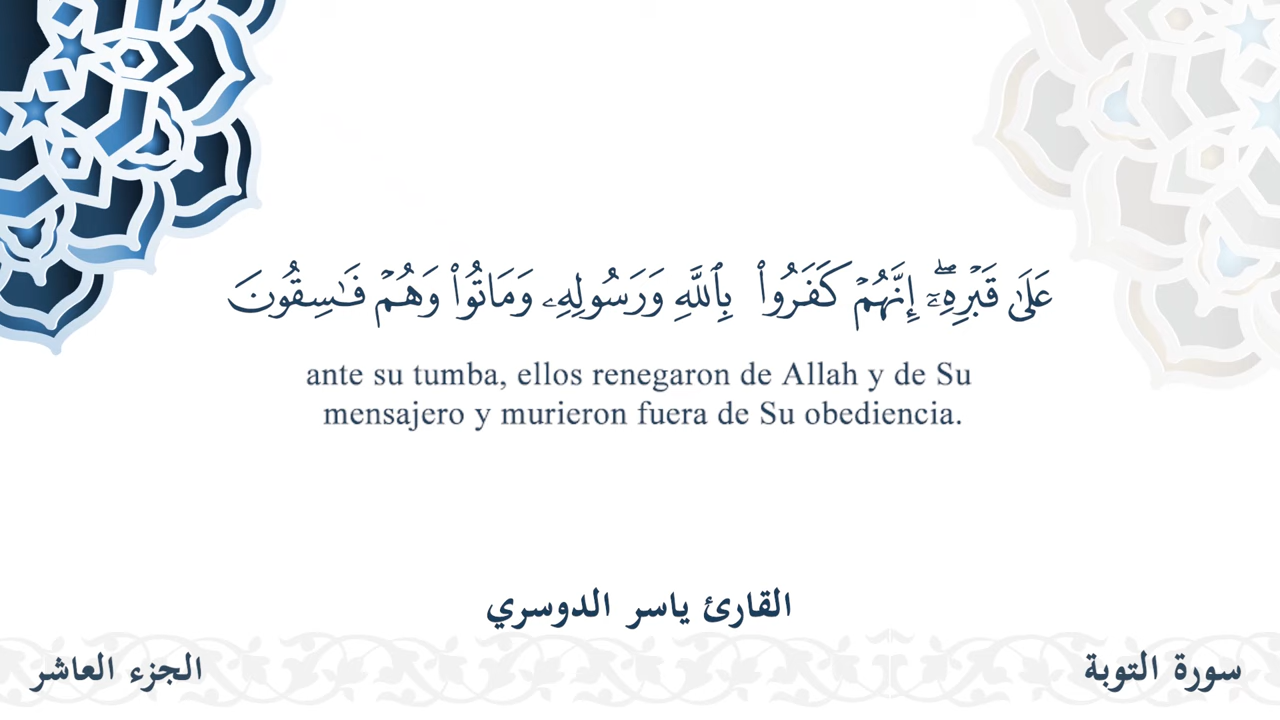 عَلَىٰ قَبْرِهِۦٓ ۖ إِنَّهُمْ كَفَرُوا۟ بِٱللَّهِ وَرَسُولِهِۦ وَمَاتُوا۟ وَهُمْ فَـٰسِقُونَ
ante su tumba, ellos renegaron de Allah y de Su
mensajero y murieron fuera de Su obediencia.
القارئ ياسر الدوسري
سورة التوبة
الجزء العاشر